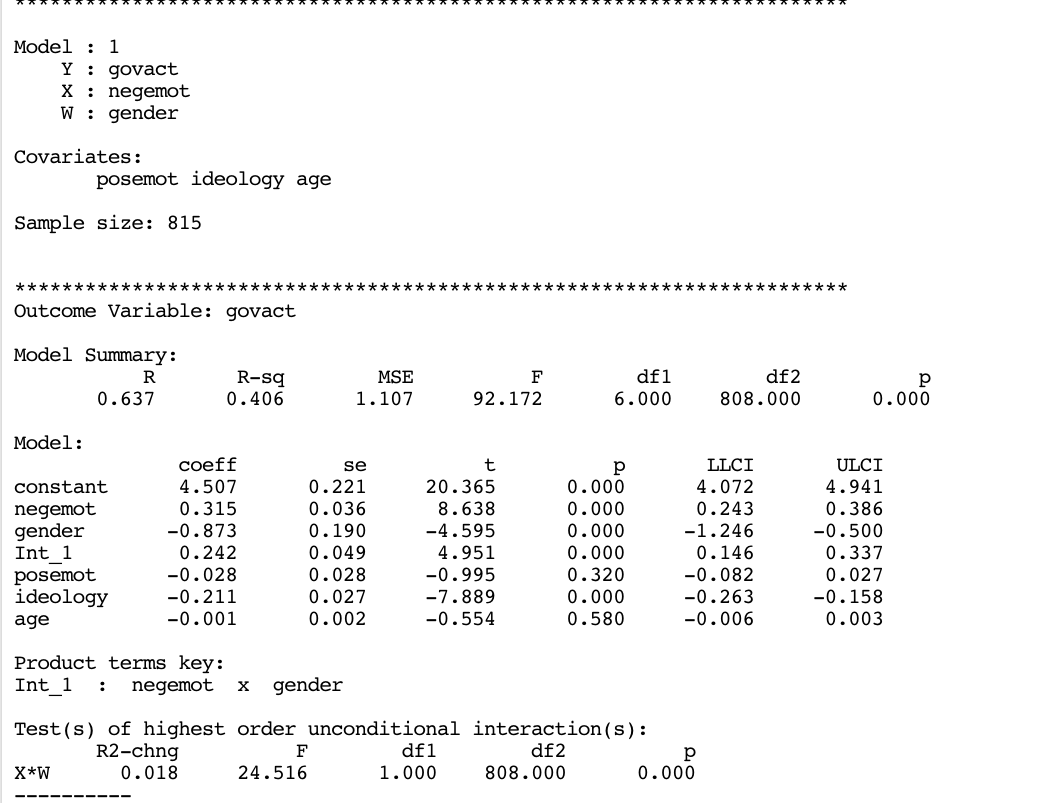 ***********************************************************************
Model : 1
    Y : govact
    X : negemot
    W : gender
Covariates:
       posemot ideology age
Sample size: 815
***********************************************************************
Outcome Variable: govact
Model Summary:
           R       R-sq        MSE          F        df1        df2          p
       0.637      0.406      1.107     92.172      6.000    808.000      0.000
Model:
              coeff         se          t          p       LLCI       ULCI
constant      4.507      0.221     20.365      0.000      4.072      4.941
negemot       0.315      0.036      8.638      0.000      0.243      0.386
gender       -0.873      0.190     -4.595      0.000     -1.246     -0.500
Int_1         0.242      0.049      4.951      0.000      0.146      0.337
posemot      -0.028      0.028     -0.995      0.320     -0.082      0.027
ideology     -0.211      0.027     -7.889      0.000     -0.263     -0.158
age          -0.001      0.002     -0.554      0.580     -0.006      0.003
Product terms key:
Int_1  :  negemot  x  gender
Test(s) of highest order unconditional interaction(s):
       R2-chng          F        df1        df2          p
X*W      0.018     24.516      1.000    808.000      0.000
----------